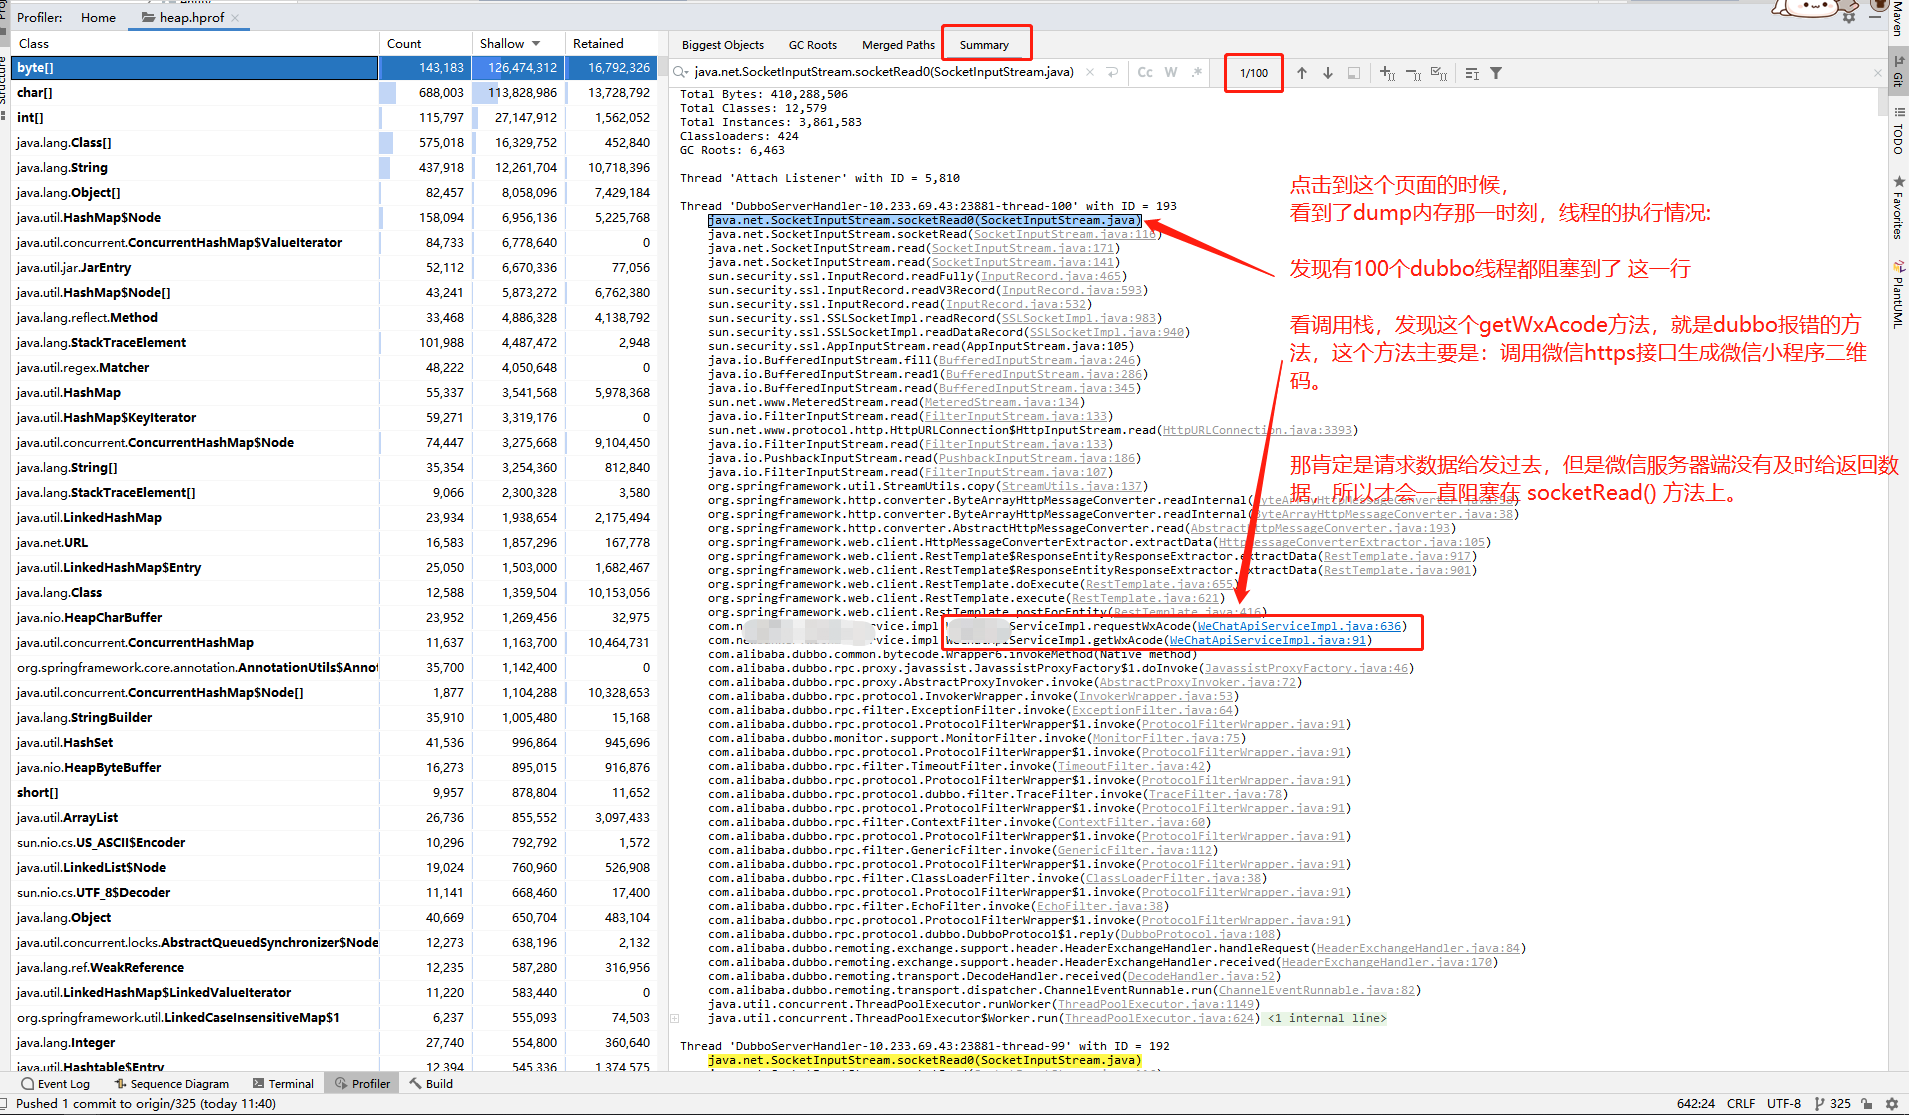 Profiler: Home heap.hprof
Class Count Shallow Retained
byte[] 143,183 126,474,312 16,792,326
char[] 688,003 113,828,986 13,728,792
int[] 115,797 27,147,912 1,562,052
java.lang.Class[] 575,018 16,329,752 452,840
java.lang.String 437,918 12,261,704 10,718,396
java.lang.Object[] 82,457 8,058,096 7,429,184
java.util.HashMap$Node 158,094 6,956,136 5,225,768
java.util.concurrent.ConcurrentHashMap$ValueIterator 84,733 6,778,640 0
java.util.jar.JarEntry 52,112 6,670,336 77,056
java.util.HashMap$Node[] 43,241 5,873,272 6,762,380
java.lang.reflect.Method 33,468 4,886,328 4,138,792
java.lang.StackTraceElement 101,988 4,487,472 2,948
java.util.regex.Matcher 48,222 4,050,648 0
java.util.HashMap 55,337 3,541,568 5,978,368
java.util.HashMap$KeyIterator 59,271 3,319,176 0
java.util.concurrent.ConcurrentHashMap$Node 74,447 3,275,668 9,104,450
java.lang.String[] 35,354 3,254,360 812,840
java.lang.StackTraceElement[] 9,066 2,300,328 3,580
java.util.LinkedHashMap 23,934 1,938,654 2,175,494
java.net.URL 16,583 1,857,296 167,778
java.util.LinkedHashMap$Entry 25,050 1,503,000 1,682,467
java.lang.Class 12,588 1,359,504 10,153,056
java.nio.HeapCharBuffer 23,952 1,269,456 32,975
java.util.concurrent.ConcurrentHashMap 11,637 1,163,700 10,464,731
org.springframework.core.annotation.AnnotationUtils$Annot 35,700 1,142,400 0
java.util.concurrent.ConcurrentHashMap$Node[] 1,877 1,104,288 10,328,653
java.lang.StringBuilder 35,910 1,005,480 15,168
java.util.HashSet 41,536 996,864 945,696
java.nio.HeapByteBuffer 16,273 895,015 916,876
short[] 9,957 878,804 11,652
java.util.ArrayList 26,736 855,552 3,097,433
sun.nio.cs.US_ASCII$Encoder 10,296 792,792 1,572
java.util.LinkedList$Node 19,024 760,960 526,908
sun.nio.cs.UTF_8$Decoder 11,141 668,460 17,400
java.lang.Object 40,669 650,704 483,104
java.util.concurrent.locks.AbstractQueuedSynchronizer$Node 12,273 638,196 2,132
java.lang.ref.WeakReference 12,235 587,280 316,956
java.util.LinkedHashMap$LinkedValueIterator 11,220 583,440 0
org.springframework.util.LinkedCaseInsensitiveMap$1 6,237 555,093 74,503
java.lang.Integer 27,740 554,800 360,640
java.util.Hashtable$Entry 12,394 545,336 1,374,575
Biggest Objects GC Roots Merged Paths Summary
java.net.SocketInputStream.socketRead0(SocketInputStream.java) Cc W .* 1/100
Total Bytes: 410,288,506
Total Classes: 12,579
Total Instances: 3,861,583
Classloaders: 424
GC Roots: 6,463
Thread 'Attach Listener' with ID = 5,810
Thread 'DubboServerHandler-10.233.69.43:23881-thread-100' with ID = 193
java.net.SocketInputStream.socketRead0(SocketInputStream.java)
java.net.SocketInputStream.socketRead(SocketInputStream.java:116)
java.net.SocketInputStream.read(SocketInputStream.java:171)
java.net.SocketInputStream.read(SocketInputStream.java:141)
sun.security.ssl.InputRecord.readFully(InputRecord.java:465)
sun.security.ssl.InputRecord.readV3Record(InputRecord.java:593)
sun.security.ssl.InputRecord.read(InputRecord.java:532)
sun.security.ssl.SSLSocketImpl.readRecord(SSLSocketImpl.java:983)
sun.security.ssl.SSLSocketImpl.readDataRecord(SSLSocketImpl.java:940)
sun.security.ssl.AppInputStream.read(AppInputStream.java:105)
java.io.BufferedInputStream.fill(BufferedInputStream.java:246)
java.io.BufferedInputStream.read1(BufferedInputStream.java:286)
java.io.BufferedInputStream.read(BufferedInputStream.java:345)
sun.net.www.MeteredStream.read(MeteredStream.java:134)
java.io.FilterInputStream.read(FilterInputStream.java:133)
sun.net.www.protocol.http.HttpURLConnection$HttpInputStream.read(HttpURLConnection.java:3393)
java.io.FilterInputStream.read(FilterInputStream.java:133)
java.io.PushbackInputStream.read(PushbackInputStream.java:186)
java.io.FilterInputStream.read(FilterInputStream.java:107)
org.springframework.util.StreamUtils.copy(StreamUtils.java:137)
org.springframework.http.converter.ByteArrayHttpMessageConverter.readInternal(
org.springframework.http.converter.ByteArrayHttpMessageConverter.readInternal(ByteArrayHttpMessageConverter.java:38)
org.springframework.http.converter.AbstractHttpMessageConverter.read(AbstractHttpMessageConverter.java:193)
org.springframework.web.client.HttpMessageConverterExtractor.extractData(HttpMessageConverterExtractor.java:105)
org.springframework.web.client.RestTemplate$ResponseEntityResponseExtractor.extractData(RestTemplate.java:917)
org.springframework.web.client.RestTemplate$ResponseEntityResponseExtractor.extractData(RestTemplate.java:901)
org.springframework.web.client.RestTemplate.doExecute(RestTemplate.java:655)
org.springframework.web.client.RestTemplate.execute(RestTemplate.java:621)
org.springframework.web.client.RestTemplate.postForEntity(RestTemplate.java:416)
com.n vice.impl ServiceImpl.requestWxAcode(WeChatApiServiceImpl.java:636)
com.n vice.impl WeChatApiServiceImpl.getWxAcode(WeChatApiServiceImpl.java:91)
com.alibaba.dubbo.common.bytecode.Wrapper6.invokeMethod(Native method)
com.alibaba.dubbo.rpc.proxy.javassist.JavassistProxyFactory$1.doInvoke(JavassistProxyFactory.java:46)
com.alibaba.dubbo.rpc.proxy.AbstractProxyInvoker.invoke(AbstractProxyInvoker.java:72)
com.alibaba.dubbo.rpc.protocol.InvokerWrapper.invoke(InvokerWrapper.java:53)
com.alibaba.dubbo.rpc.filter.ExceptionFilter.invoke(ExceptionFilter.java:64)
com.alibaba.dubbo.rpc.protocol.ProtocolFilterWrapper$1.invoke(ProtocolFilterWrapper.java:91)
com.alibaba.dubbo.monitor.support.MonitorFilter.invoke(MonitorFilter.java:75)
com.alibaba.dubbo.rpc.protocol.ProtocolFilterWrapper$1.invoke(ProtocolFilterWrapper.java:91)
com.alibaba.dubbo.rpc.filter.TimeoutFilter.invoke(TimeoutFilter.java:42)
com.alibaba.dubbo.rpc.protocol.ProtocolFilterWrapper$1.invoke(ProtocolFilterWrapper.java:91)
com.alibaba.dubbo.rpc.protocol.dubbo.filter.TraceFilter.invoke(TraceFilter.java:78)
com.alibaba.dubbo.rpc.protocol.ProtocolFilterWrapper$1.invoke(ProtocolFilterWrapper.java:91)
com.alibaba.dubbo.rpc.filter.ContextFilter.invoke(ContextFilter.java:60)
com.alibaba.dubbo.rpc.protocol.ProtocolFilterWrapper$1.invoke(ProtocolFilterWrapper.java:91)
com.alibaba.dubbo.rpc.filter.GenericFilter.invoke(GenericFilter.java:112)
com.alibaba.dubbo.rpc.protocol.ProtocolFilterWrapper$1.invoke(ProtocolFilterWrapper.java:91)
com.alibaba.dubbo.rpc.filter.ClassLoaderFilter.invoke(ClassLoaderFilter.java:38)
com.alibaba.dubbo.rpc.protocol.ProtocolFilterWrapper$1.invoke(ProtocolFilterWrapper.java:91)
com.alibaba.dubbo.rpc.filter.EchoFilter.invoke(EchoFilter.java:38)
com.alibaba.dubbo.rpc.protocol.ProtocolFilterWrapper$1.invoke(ProtocolFilterWrapper.java:91)
com.alibaba.dubbo.rpc.protocol.dubbo.DubboProtocol$1.reply(DubboProtocol.java:108)
com.alibaba.dubbo.remoting.exchange.support.header.HeaderExchangeHandler.handleRequest(HeaderExchangeHandler.java:84)
com.alibaba.dubbo.remoting.exchange.support.header.HeaderExchangeHandler.received(HeaderExchangeHandler.java:170)
com.alibaba.dubbo.remoting.transport.DecodeHandler.received(DecodeHandler.java:52)
com.alibaba.dubbo.remoting.transport.dispatcher.ChannelEventRunnable.run(ChannelEventRunnable.java:82)
java.util.concurrent.ThreadPoolExecutor.runWorker(ThreadPoolExecutor.java:1149)
java.util.concurrent.ThreadPoolExecutor$Worker.run(ThreadPoolExecutor.java:624) <1 internal line>
Thread 'DubboServerHandler-10.233.69.43:23881-thread-99' with ID = 192
java.net.SocketInputStream.socketRead0(SocketInputStream.java)
点击到这个页面的时候，
看到了dump内存那一时刻，线程的执行情况:
发现有100个dubbo线程都阻塞到了 这一行
看调用栈，发现这个getWxAcode方法，就是dubbo报错的方
法，这个方法主要是：调用微信https接口生成微信小程序二维
码。
那肯定是请求数据给发过去，但是微信服务器端没有及时给返回数
据，所以才会一直阻塞在 socketRead() 方法上。
Maven
Git
TODO
Favorites
PlantUML
Structure
Event Log Sequence Diagram Terminal Profiler Build
Pushed 1 commit to origin/325 (today 11:40) 642:24 CRLF UTF-8 325